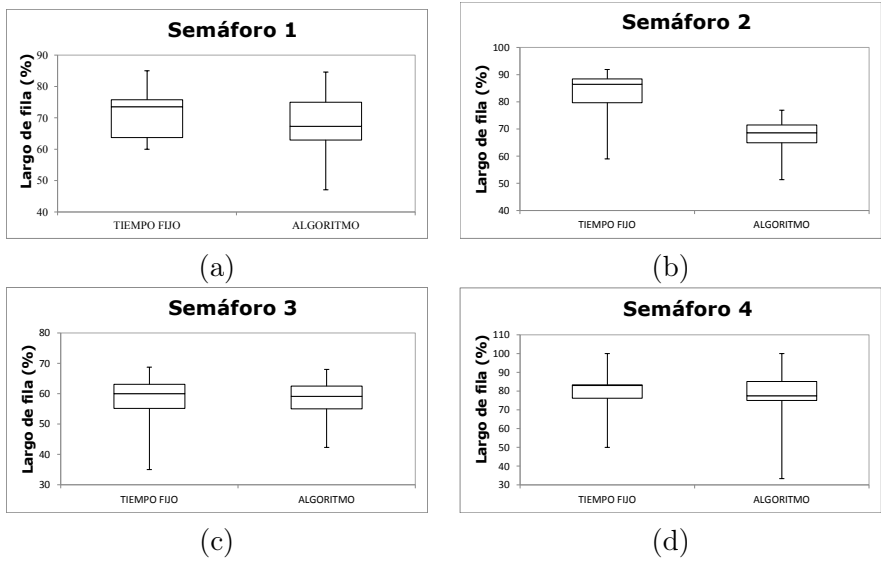 Semáforo 1
Largo de fila (%)
90
80
70
60
50
40
TIEMPO FIJO ALGORITMO
(a)
Semáforo 2
Largo de fila (%)
100
90
80
70
60
50
40
TIEMPO FIJO ALGORITMO
(b)
Semáforo 3
Largo de fila (%)
80
70
60
50
40
30
TIEMPO FIJO ALGORITMO
(c)
Semáforo 4
Largo de fila (%)
110
100
90
80
70
60
50
40
30
TIEMPO FIJO ALGORITMO
(d)